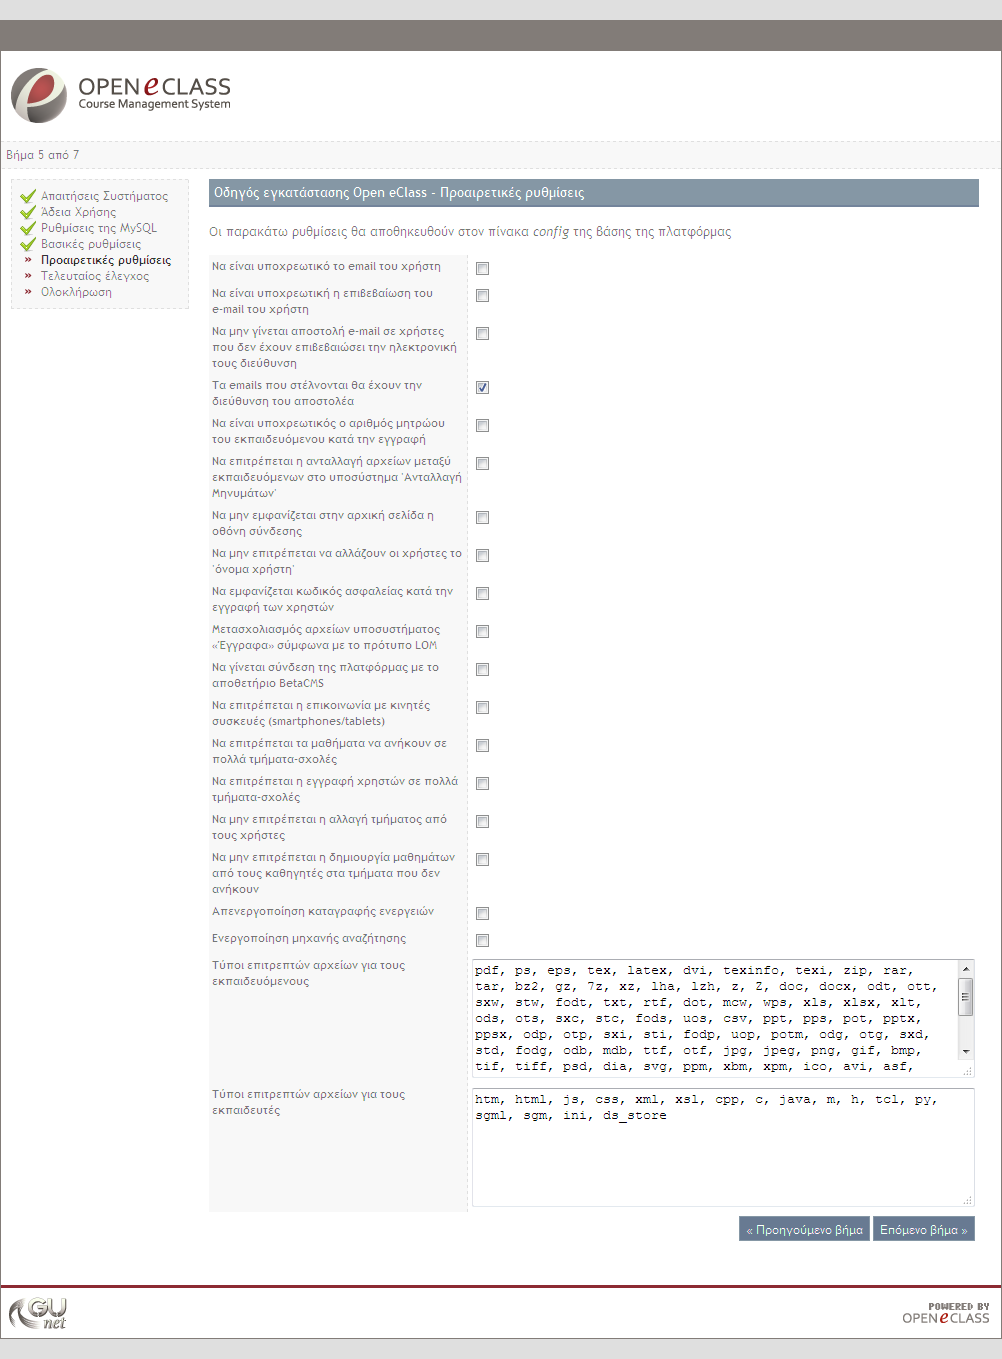 OPEN eCLASS
Course Management System
Βήμα 5 από 7
Απαιτήσεις Συστήματος
Άδεια Χρήσης
Ρυθμίσεις της MySQL
Βασικές ρυθμίσεις
» Προαιρετικές ρυθμίσεις
» Τελευταίος έλεγχος
» Ολοκλήρωση
Οδηγός εγκατάστασης Open eClass - Προαιρετικές ρυθμίσεις
Οι παρακάτω ρυθμίσεις θα αποθηκευθούν στον πίνακα config της βάσης της πλατφόρμας
Να είναι υποχρεωτικό το email του χρήστη
Να είναι υποχρεωτική η επιβεβαίωση του
e-mail του χρήστη
Να μην γίνεται αποστολή e-mail σε χρήστες
που δεν έχουν επιβεβαιώσει την ηλεκτρονική
τους διεύθυνση
Τα emails που στέλνονται θα έχουν την
διεύθυνση του αποστολέα
Να είναι υποχρεωτικός ο αριθμός μητρώου
του εκπαιδευόμενου κατά την εγγραφή
Να επιτρέπεται η ανταλλαγή αρχείων μεταξύ
εκπαιδευόμενων στο υποσύστημα 'Ανταλλαγή
Μηνυμάτων'
Να μην εμφανίζεται στην αρχική σελίδα η
οθόνη σύνδεσης
Να μην επιτρέπεται να αλλάζουν οι χρήστες το
'όνομα χρήστη'
Να εμφανίζεται κωδικός ασφαλείας κατά την
εγγραφή των χρηστών
Μετασχολιασμός αρχείων υποσυστήματος
«Έγγραφα» σύμφωνα με το πρότυπο LOM
Να γίνεται σύνδεση της πλατφόρμας με το
αποθετήριο BetaCMS
Να επιτρέπεται η επικοινωνία με κινητές
συσκευές (smartphones/tablets)
Να επιτρέπεται τα μαθήματα να ανήκουν σε
πολλά τμήματα-σχολές
Να επιτρέπεται η εγγραφή χρηστών σε πολλά
τμήματα-σχολές
Να μην επιτρέπεται η αλλαγή τμήματος από
τους χρήστες
Να μην επιτρέπεται η δημιουργία μαθημάτων
από τους καθηγητές στα τμήματα που δεν
ανήκουν
Απενεργοποίηση καταγραφής ενεργειών
Ενεργοποίηση μηχανής αναζήτησης
Τύποι επιτρεπτών αρχείων για τους
εκπαιδευόμενους
pdf, ps, eps, tex, latex, dvi, texinfo, texi, zip, rar,
tar, bz2, gz, 7z, xz, lha, lzh, z, Z, doc, docx, odt, ott,
sxw, stw, fodt, txt, rtf, dot, mcw, wps, xls, xlsx, xlt,
ods, ots, sxc, stc, fods, uos, csv, ppt, pps, pot, pptx,
ppsx, odp, otp, sxi, sti, fodp, uop, potm, odg, otg, sxd,
std, fodg, odb, mdb, ttf, otf, jpg, jpeg, png, gif, bmp,
tif, tiff, psd, dia, svg, ppm, xbm, xpm, ico, avi, asf,
Τύποι επιτρεπτών αρχείων για τους
εκπαιδευτές
htm, html, js, css, xml, xsl, cpp, c, java, m, h, tcl, py,
sgml, sgm, ini, ds_store
« Προηγούμενο βήμα Επόμενο βήμα »
GU
net
POWERED BY
OPEN eCLASS